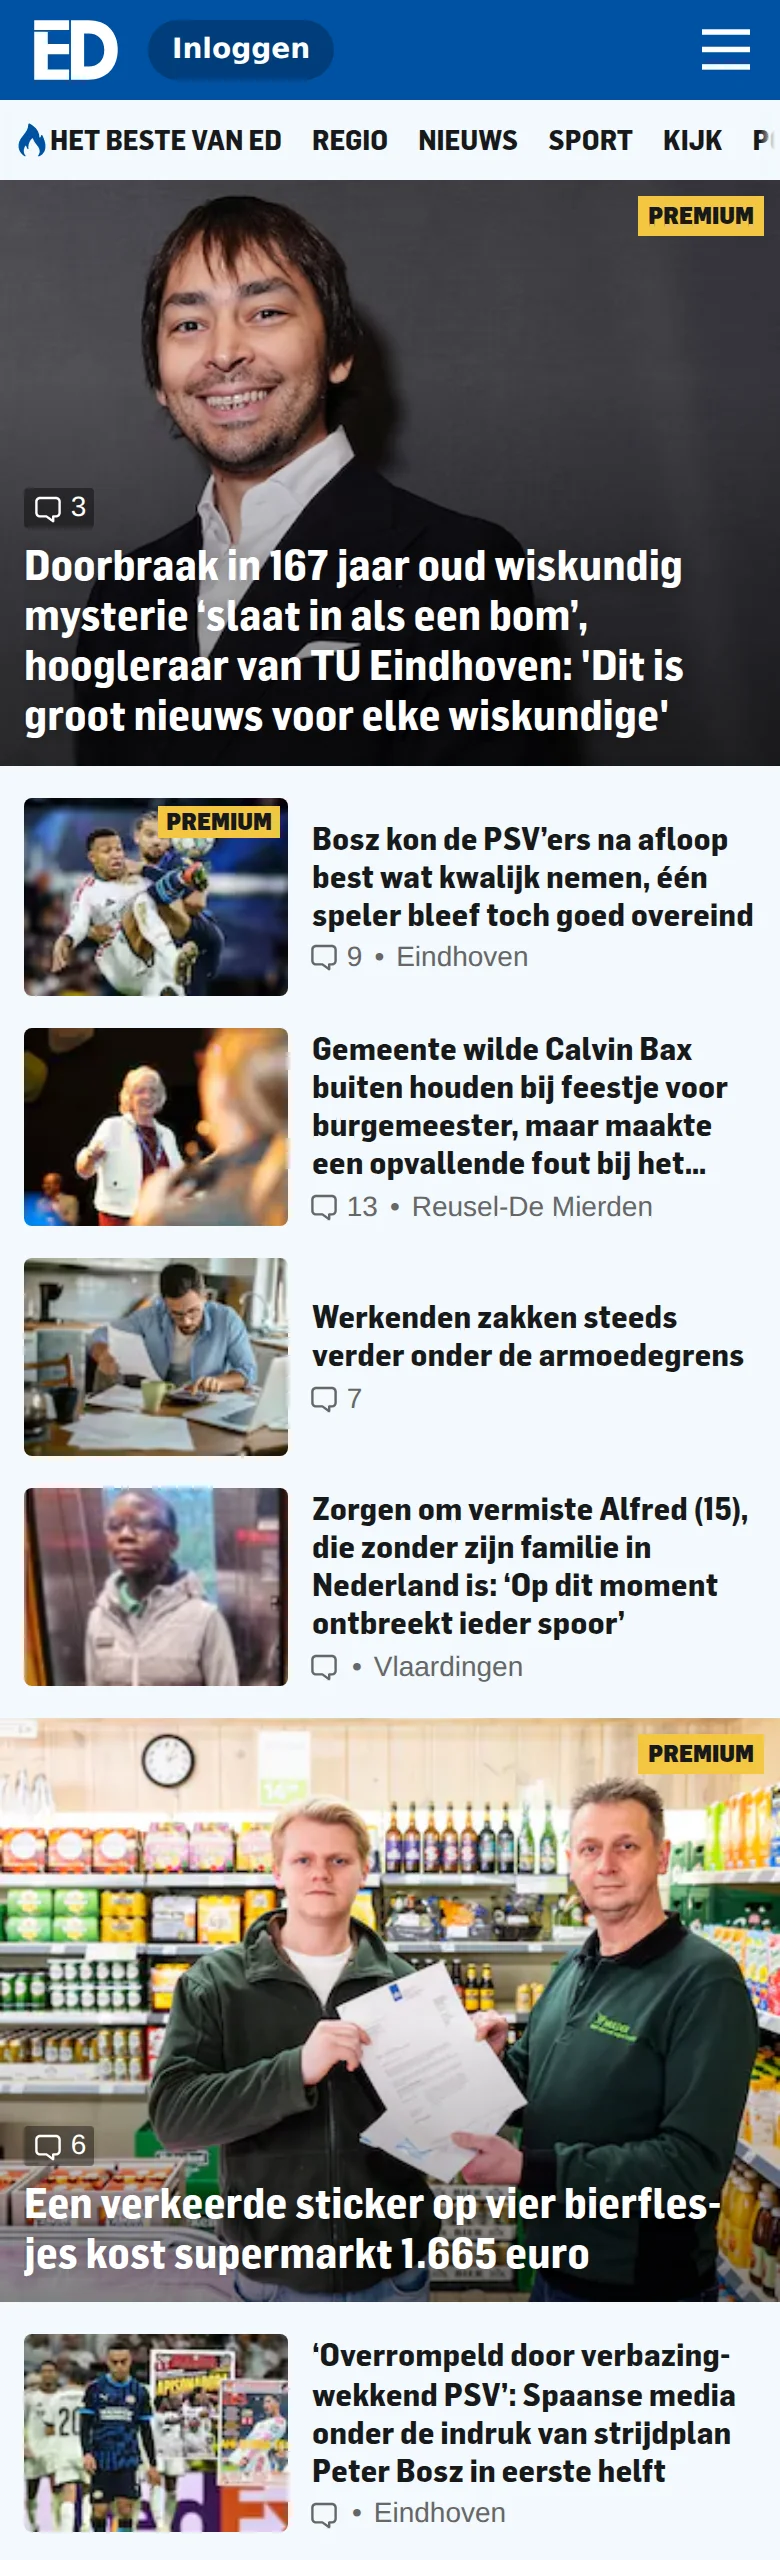 ED
Inloggen
HET BESTE VAN ED REGIO NIEUWS SPORT KIJK
PREMIUM
3
Doorbraak in 167 jaar oud wiskundig
mysterie ‘slaat in als een bom’,
hoogleraar van TU Eindhoven: 'Dit is
groot nieuws voor elke wiskundige'
PREMIUM
Bosz kon de PSV’ers na afloop
best wat kwalijk nemen, één
speler bleef toch goed overeind
9 • Eindhoven
Gemeente wilde Calvin Bax
buiten houden bij feestje voor
burgemeester, maar maakte
een opvallende fout bij het...
13 • Reusel-De Mierden
Werkenden zakken steeds
verder onder de armoedegrens
7
Zorgen om vermiste Alfred (15),
die zonder zijn familie in
Nederland is: ‘Op dit moment
ontbreekt ieder spoor’
• Vlaardingen
PREMIUM
6
Een verkeerde sticker op vier bierfles-
jes kost supermarkt 1.665 euro
‘Overrompeld door verbazing-
wekkend PSV’: Spaanse media
onder de indruk van strijdplan
Peter Bosz in eerste helft
• Eindhoven